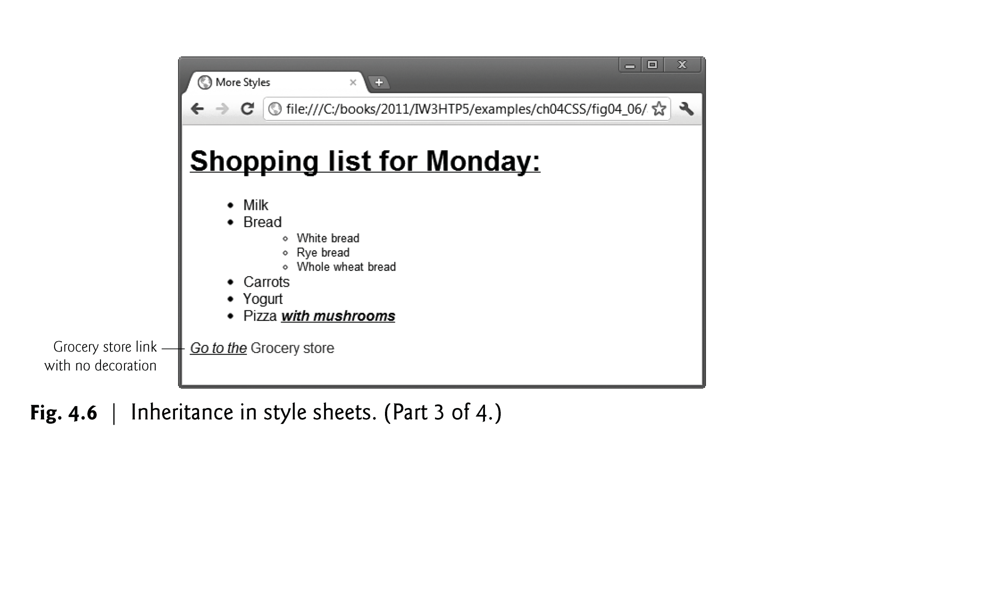 More Styles
file:///C:/books/2011/IW3HTP5/examples/ch04CSS/fig04_06/
Shopping list for Monday:
• Milk
• Bread
◦ White bread
◦ Rye bread
◦ Whole wheat bread
• Carrots
• Yogurt
• Pizza with mushrooms
Grocery store link
with no decoration
Go to the Grocery store
Fig. 4.6 | Inheritance in style sheets. (Part 3 of 4.)